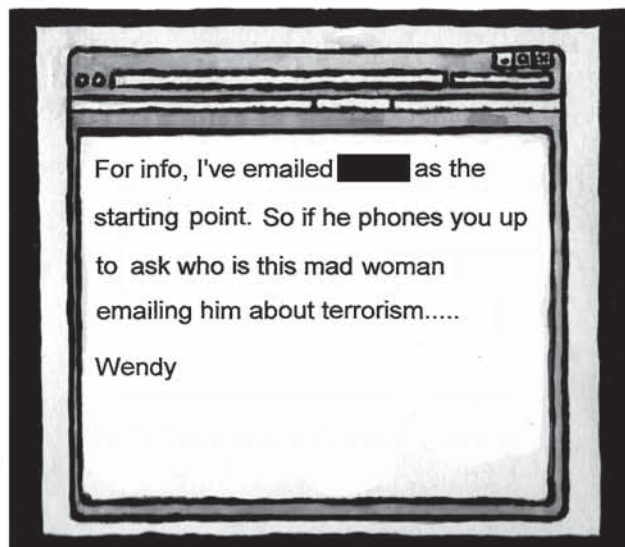 For info, I've emailed as the
starting point. So if he phones you up
to ask who is this mad woman
emailing him about terrorism.....
Wendy